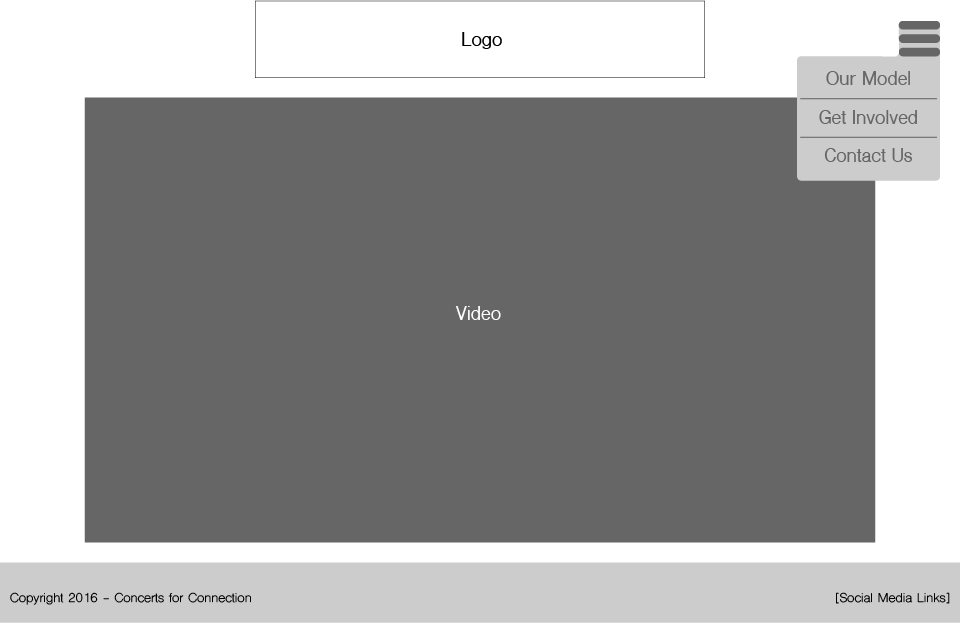 Logo
Our Model
Get Involved
Contact Us
Video
Copyright 2016 - Concerts for Connection
[Social Media Links]